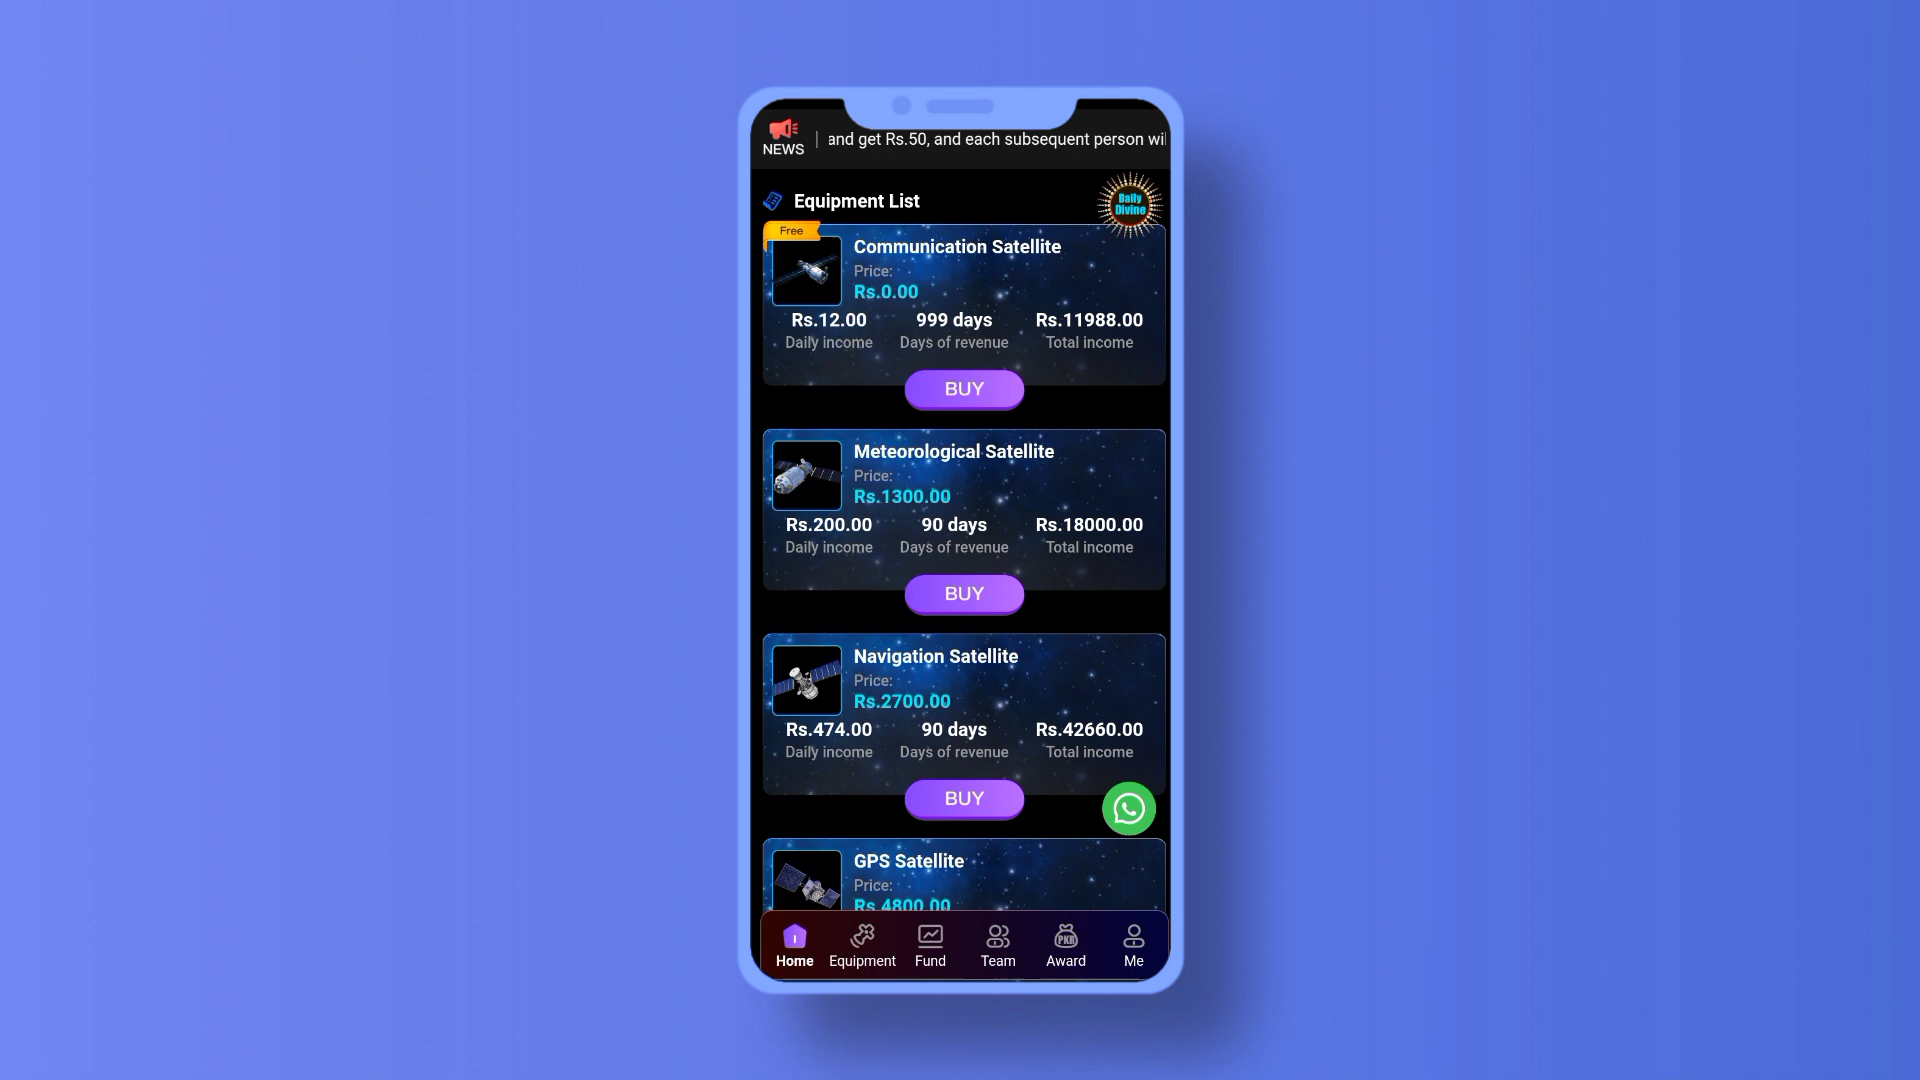 NEWS
and get Rs.50, and each subsequent person wil
Equipment List
Daily
Divine
Free
Communication Satellite
Price:
Rs.0.00
Rs.12.00 999 days Rs.11988.00
Daily income Days of revenue Total income
BUY
Meteorological Satellite
Price:
Rs.1300.00
Rs.200.00 90 days Rs.18000.00
Daily income Days of revenue Total income
BUY
Navigation Satellite
Price:
Rs.2700.00
Rs.474.00 90 days Rs.42660.00
Daily income Days of revenue Total income
BUY
GPS Satellite
Price:
Rs.4800.00
PKR
Home Equipment Fund Team Award Me